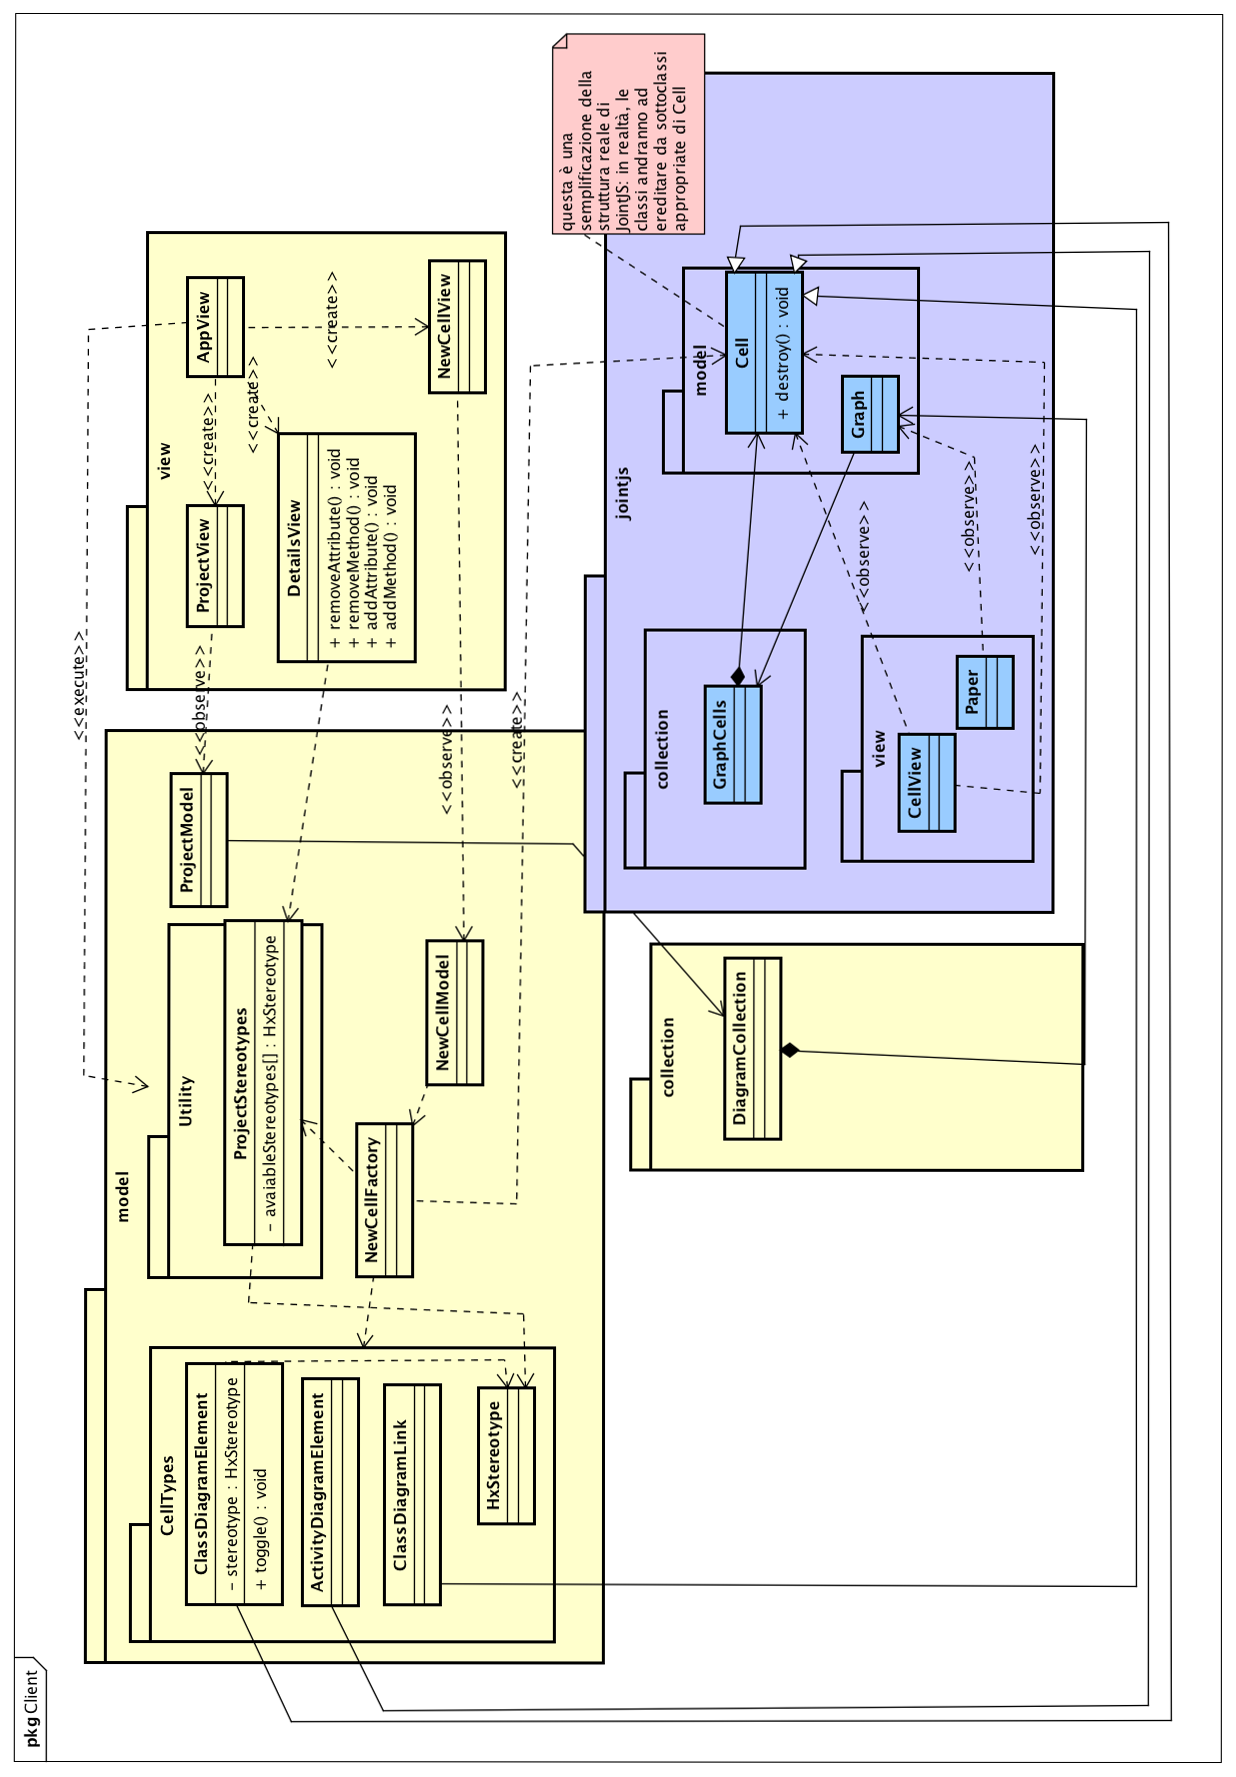 pkg Client
model
CellTypes
ClassDiagramElement
- stereotype : HxStereotype
+ toggle() : void
ActivityDiagramElement
ClassDiagramLink
HxStereotype
Utility
ProjectStereotypes
- avaiableStereotypes[] : HxStereotype
NewCellFactory
NewCellModel
ProjectModel
<<execute>>
<<observe>>
<<observe>>
<<create>>
view
ProjectView
AppView
<<create>>
<<create>>
<<create>>
DetailsView
+ removeAttribute() : void
+ removeMethod() : void
+ addAttribute() : void
+ addMethod() : void
NewCellView
collection
DiagramCollection
jointjs
collection
GraphCells
view
CellView
Paper
model
Cell
+ destroy() : void
Graph
<<observe>>
<<observe>>
<<observe>>
questa è una
semplificazione della
struttura reale di
JointJS: in realtà, le
classi andranno ad
ereditare da sottoclassi
appropriate di Cell